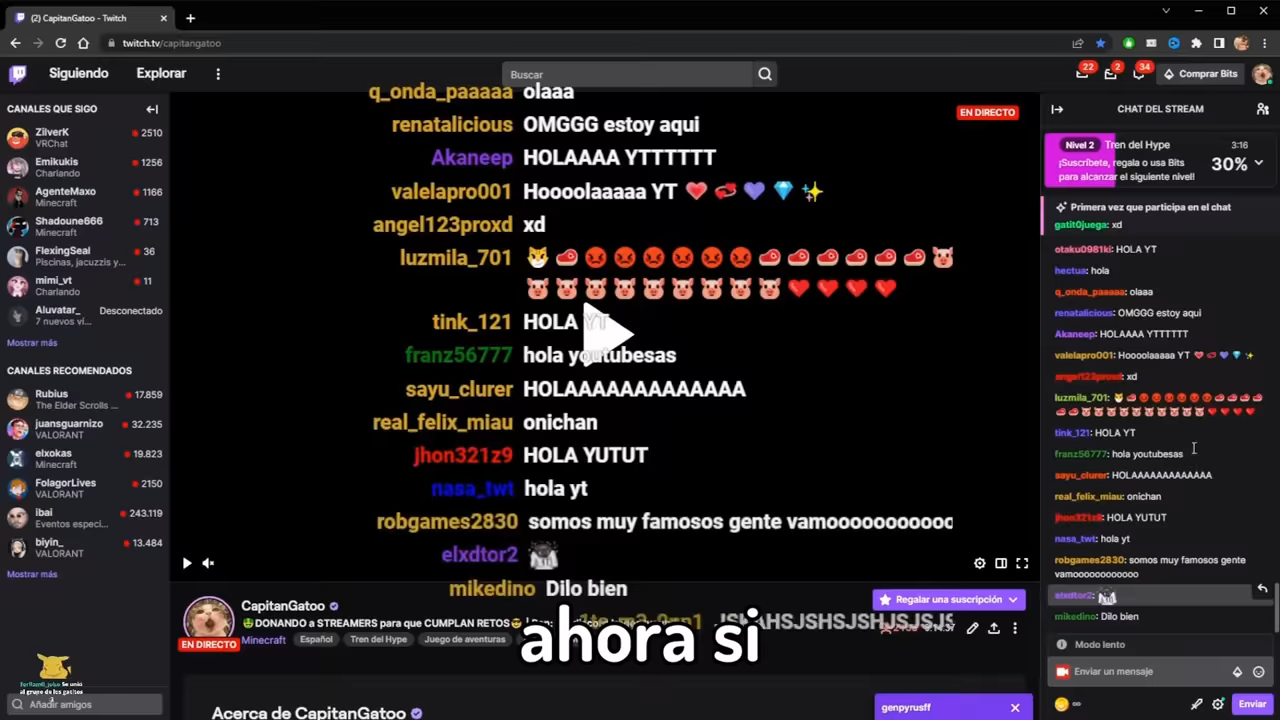 (2) CapitanGatoo - Twitch
twitch.tv/capitangatoo
Siguiendo
Explorar
Buscar
22
2
34
Comprar Bits
CANALES QUE SIGO
ZilverK
2510
VRChat
Emikukis
1256
Charlando
AgenteMaxo
1166
Minecraft
Shadoune666
713
Minecraft
FlexingSeal
36
Piscinas, jacuzzis y...
mimi_vt
11
Charlando
Aluvatar_
Desconectado
7 nuevos ví...
Mostrar más
CANALES RECOMENDADOS
Rubius
17.859
The Elder Scrolls ...
juansguarnizo
32.235
VALORANT
elxokas
19.823
Minecraft
FolagorLives
2150
VALORANT
ibai
243.119
Eventos especi...
biyin_
13.484
VALORANT
Mostrar más
Añadir amigos
EN DIRECTO
q_onda_paaaaa olaaa
renatalicious OMGGG estoy aqui
Akaneep HOLAAAA YTTTTTT
valelapro001 Hoooolaaaaa YT ❤️ 💞 💜 💎 ✨
angel123proxd xd
luzmila_701 🐯 🥩 😡 😡 😡 😡 😡 😡 🥩 🥩 🥩 🥩 🥩 🥩 🐷
🐷 🐷 🐷 🐷 🐷 🐷 🐷 🐷 🐷 ❤️ ❤️ ❤️ ❤️
tink_121 HOLA YT
franz56777 hola youtubesas
sayu_clurer HOLAAAAAAAAAAAAA
real_felix_miau onichan
jhon321z9 HOLA YUTUT
nasa_twt hola yt
robgames2830 somos muy famosos gente vamooooooooooo
elxdtor2
mikedino Dilo bien
ahora si
CapitanGatoo
EN DIRECTO
Minecraft
Español
Tren del Hype
Juego de aventuras
Regalar una suscripción
Acerca de CapitanGatoo
genpyrusff
CHAT DEL STREAM
Nivel 2 Tren del Hype
3:16
¡Suscríbete, regala o usa Bits
para alcanzar el siguiente nivel!
30%
Primera vez que participa en el chat
gatit0juega: xd
otaku0981ki: HOLA YT
hectua: hola
q_onda_paaaaa: olaaa
renatalicious: OMGGG estoy aqui
Akaneep: HOLAAAA YTTTTTT
valelapro001: Hoooolaaaaa YT ❤️ 💞 💜 💎 ✨
angel123proxd: xd
luzmila_701: 🐯 🥩 😡 😡 😡 😡 😡 😡 🥩 🥩 🥩 🥩
🥩 🥩 🐷 🐷 🐷 🐷 🐷 🐷 🐷 🐷 🐷 🐷 ❤️ ❤️ ❤️ ❤️
tink_121: HOLA YT
franz56777: hola youtubesas
sayu_clurer: HOLAAAAAAAAAAAAA
real_felix_miau: onichan
jhon321z9: HOLA YUTUT
nasa_twt: hola yt
robgames2830: somos muy famosos gente
vamooooooooooo
elxdtor2:
mikedino: Dilo bien
Modo lento
Enviar un mensaje
Enviar